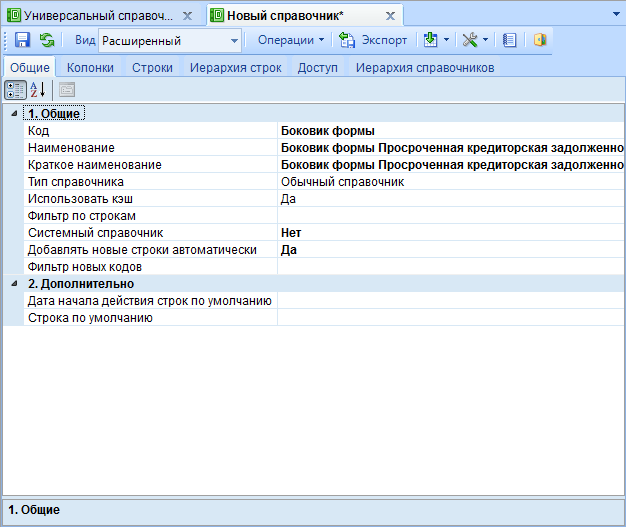 Универсальный справоч... Новый справочник*
Вид Расширенный Операции Экспорт
Общие Колонки Строки Иерархия строк Доступ Иерархия справочников
1. Общие
Код Боковик формы
Наименование Боковик формы Просроченная кредиторская задолженно
Краткое наименование Боковик формы Просроченная кредиторская задолженно
Тип справочника Обычный справочник
Использовать кэш Да
Фильтр по строкам
Системный справочник Нет
Добавлять новые строки автоматически Да
Фильтр новых кодов
2. Дополнительно
Дата начала действия строк по умолчанию
Строка по умолчанию
1. Общие